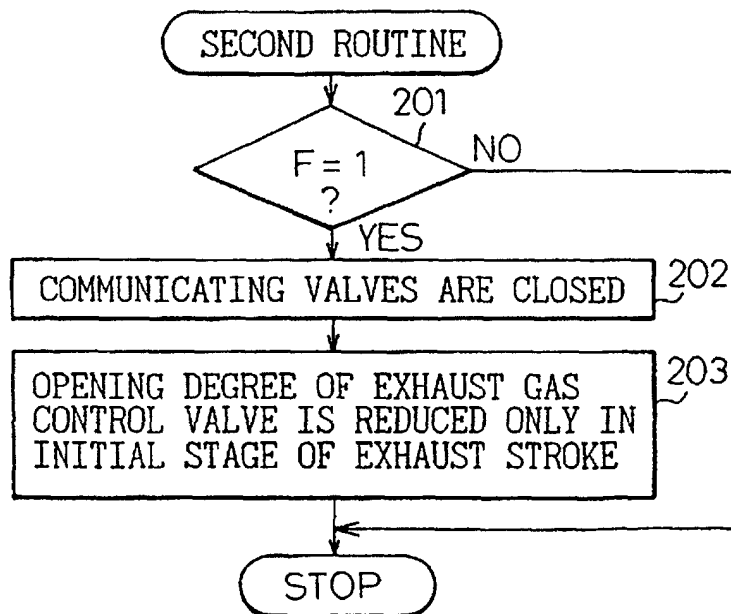 SECOND ROUTINE
201
F = 1
?
NO
YES
COMMUNICATING VALVES ARE CLOSED
202
OPENING DEGREE OF EXHAUST GAS
CONTROL VALVE IS REDUCED ONLY IN
INITIAL STAGE OF EXHAUST STROKE
203
STOP